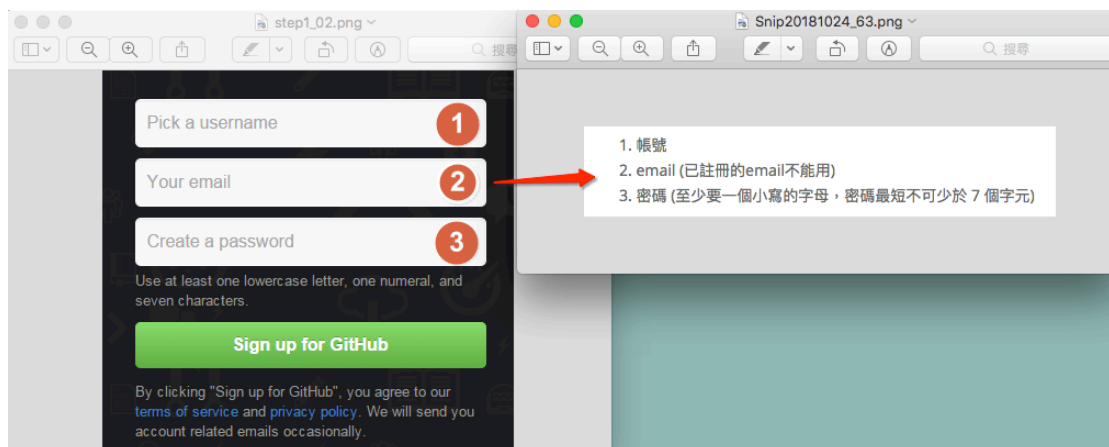 step1_02.png
搜尋
Pick a username
1
Your email
2
Create a password
3
Use at least one lowercase letter, one numeral, and
seven characters.
Sign up for GitHub
By clicking "Sign up for GitHub", you agree to our
terms of service and privacy policy. We will send you
account related emails occasionally.
Snip20181024_63.png
搜尋
1. 帳號
2. email (已註冊的email不能用)
3. 密碼 (至少要一個小寫的字母，密碼最短不可少於 7 個字元)